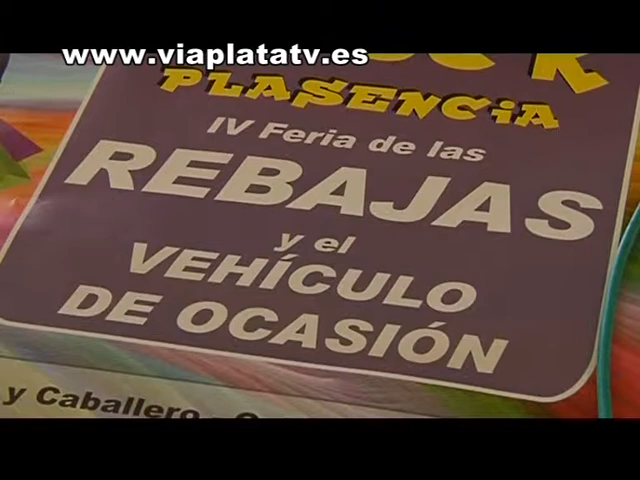 www.viaplatatv.es
PLASENCIA
IV Feria de las
REBAJAS
y el
VEHÍCULO
DE OCASIÓN
y Caballero